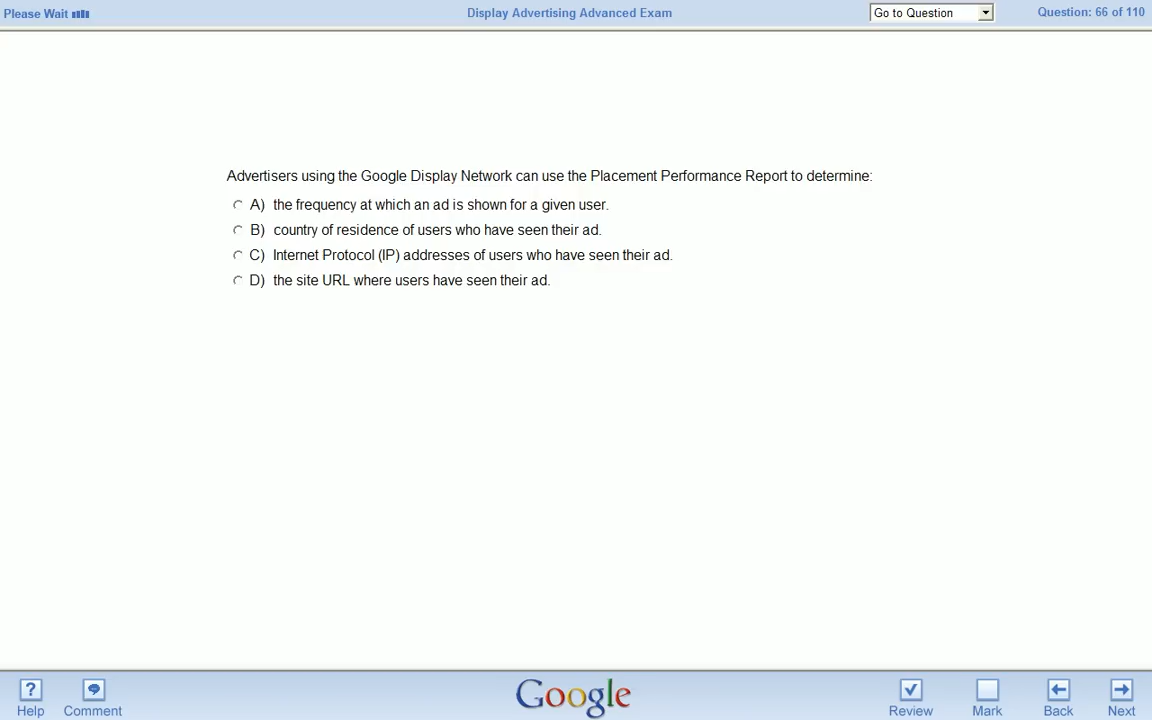 Please Wait
Display Advertising Advanced Exam
Go to Question
Question: 66 of 110
Advertisers using the Google Display Network can use the Placement Performance Report to determine:
A) the frequency at which an ad is shown for a given user.
B) country of residence of users who have seen their ad.
C) Internet Protocol (IP) addresses of users who have seen their ad.
D) the site URL where users have seen their ad.
?
Help
Comment
Google
Review
Mark
Back
Next